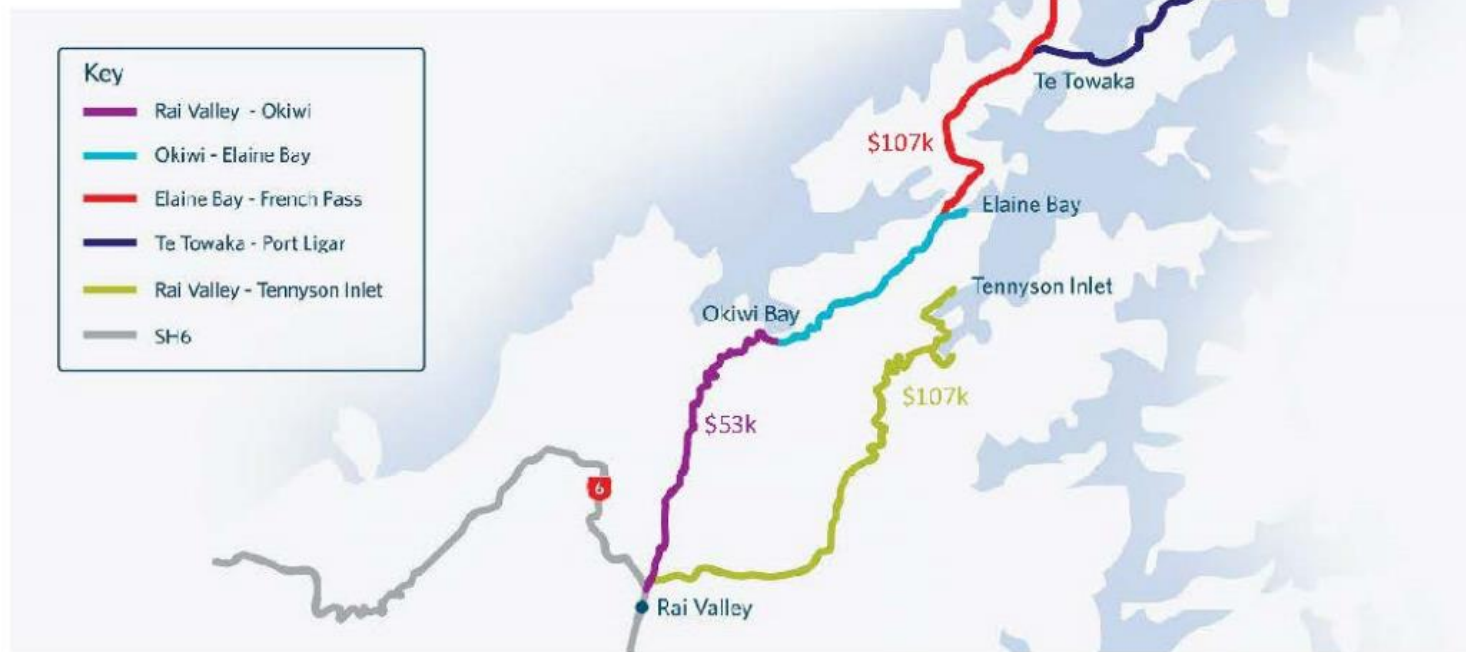 Key
Rai Valley - Okiwi
Okiwi - Elaine Bay
Elaine Bay - French Pass
Te Towaka - Port Ligar
Rai Valley - Tennyson Inlet
SH6
Te Towaka
$107k
Elaine Bay
Tennyson Inlet
Okiwi Bay
$107k
$53k
6
Rai Valley